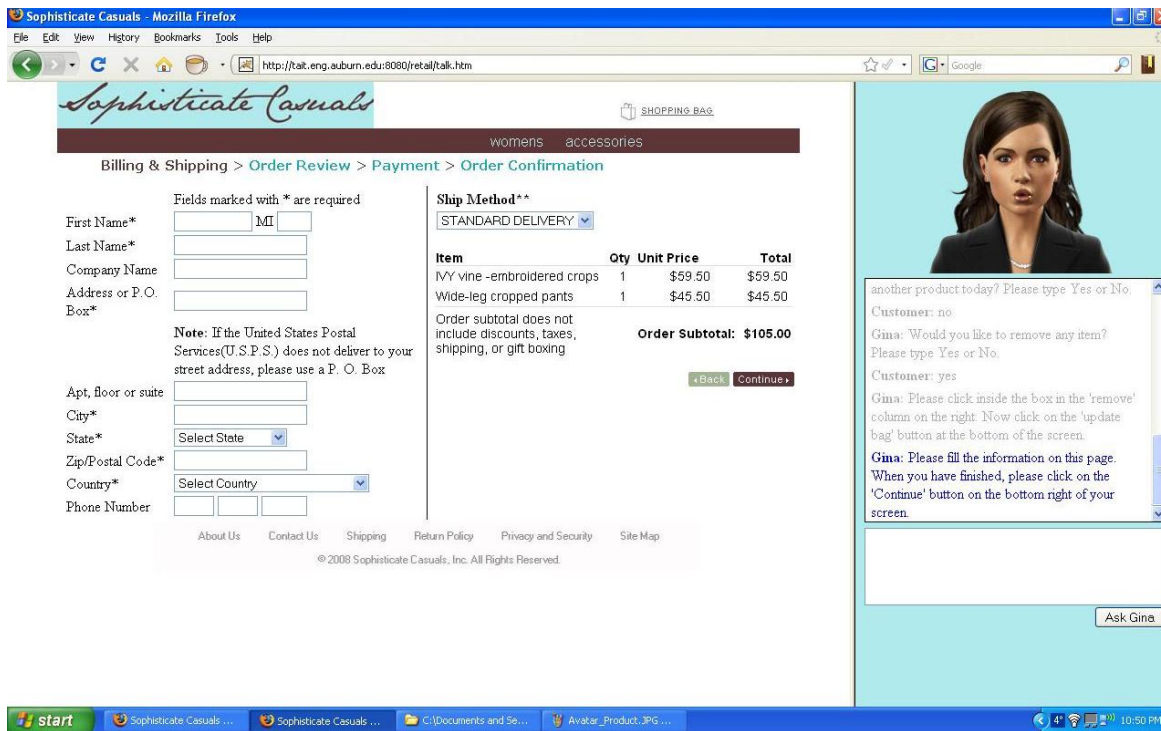 Sophisticate Casuals - Mozilla Firefox
File Edit View History Bookmarks Tools Help
http://tait.eng.auburn.edu:8080/retail/talk.htm
Google
Sophisticate Casuals
SHOPPING BAG
womens accessories
Billing & Shipping > Order Review > Payment > Order Confirmation
Fields marked with * are required
First Name* MI
Last Name*
Company Name
Address or P.O.
Box*
Note: If the United States Postal
Services(U.S.P.S.) does not deliver to your
street address, please use a P. O. Box
Apt, floor or suite
City*
State* Select State
Zip/Postal Code*
Country* Select Country
Phone Number
Ship Method**
STANDARD DELIVERY
Item Qty Unit Price Total
IVY vine -embroidered crops 1 $59.50 $59.50
Wide-leg cropped pants 1 $45.50 $45.50
Order subtotal does not
include discounts, taxes,
shipping, or gift boxing
Order Subtotal: $105.00
Back Continue
About Us Contact Us Shipping Return Policy Privacy and Security Site Map
© 2008 Sophisticate Casuals, Inc. All Rights Reserved.
another product today? Please type Yes or No.
Customer: no
Gina: Would you like to remove any item?
Please type Yes or No.
Customer: yes
Gina: Please click inside the box in the 'remove'
column on the right. Now click on the 'update
bag' button at the bottom of the screen.
Gina: Please fill the information on this page.
When you have finished, please click on the
'Continue' button on the bottom right of your
screen.
Ask Gina
start
Sophisticate Casuals ...
Sophisticate Casuals ...
C:\Documents and Se...
Avatar_Product.JPG ...
4°
10:50 PM